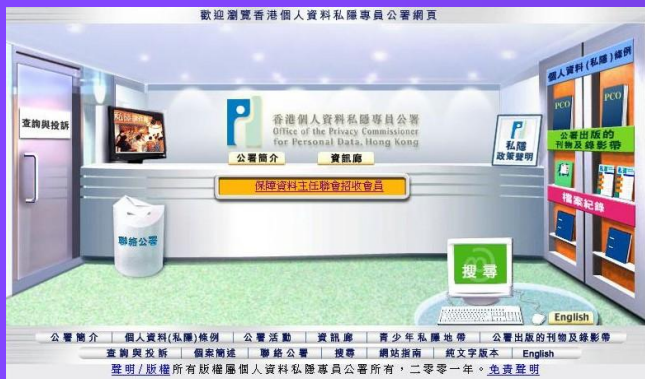 歡迎瀏覽香港個人資料私隱專員公署網頁
個人資料(私隱)條例
PCO
PCO
查詢與投訴
香港個人資料私隱專員公署
Office of the Privacy Commissioner
for Personal Data, Hong Kong
公署簡介 資訊廊
私隱
政策聲明
公署出版的
刊物及錄影帶
保障資料主任聯會招收會員
檔案紀錄
聯絡公署
搜尋
English
公署簡介 | 個人資料(私隱)條例 | 公署活動 | 資訊廊 | 青少年私隱地帶 | 公署出版的刊物及錄影帶
查詢與投訴 | 個案簡述 | 聯絡公署 | 搜尋 | 網站指南 | 純文字版本 | English
聲明/版權所有版權屬個人資料私隱專員公署所有，二零零一年。免責聲明